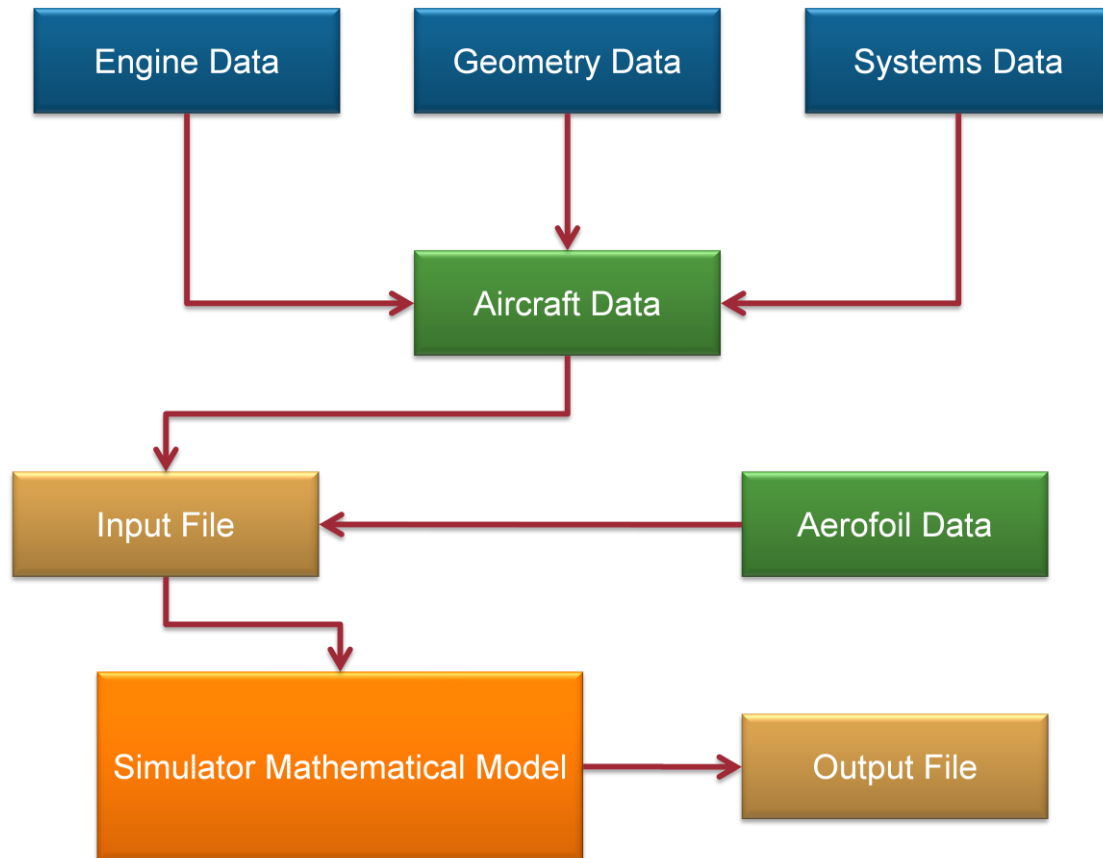 Engine Data
Geometry Data
Systems Data
Aircraft Data
Input File
Aerofoil Data
Simulator Mathematical Model
Output File